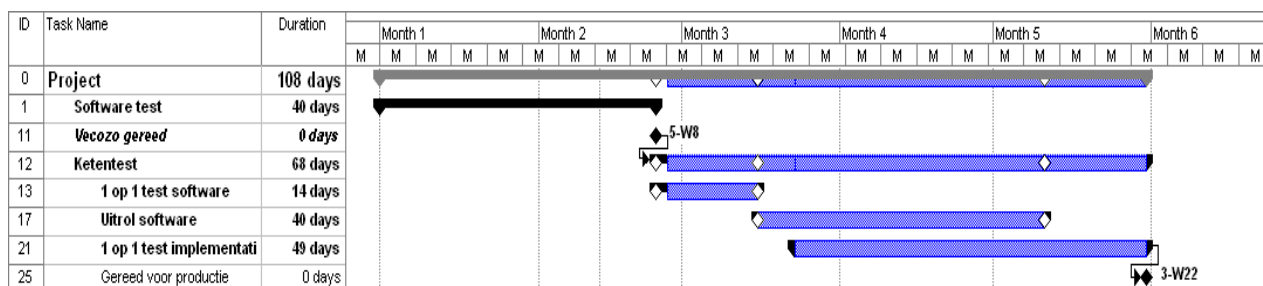 ID Task Name Duration Month 1 Month 2 Month 3 Month 4 Month 5 Month 6
M M M M M M M M M M M M M M M M M M M M M M M M
0 Project 108 days
1 Software test 40 days
11 Vecozo gereed 0 days 5-W8
12 Ketentest 68 days
13 1 op 1 test software 14 days
17 Uitrol software 40 days
21 1 op 1 test implementati 49 days
25 Gereed voor productie 0 days 3-W22